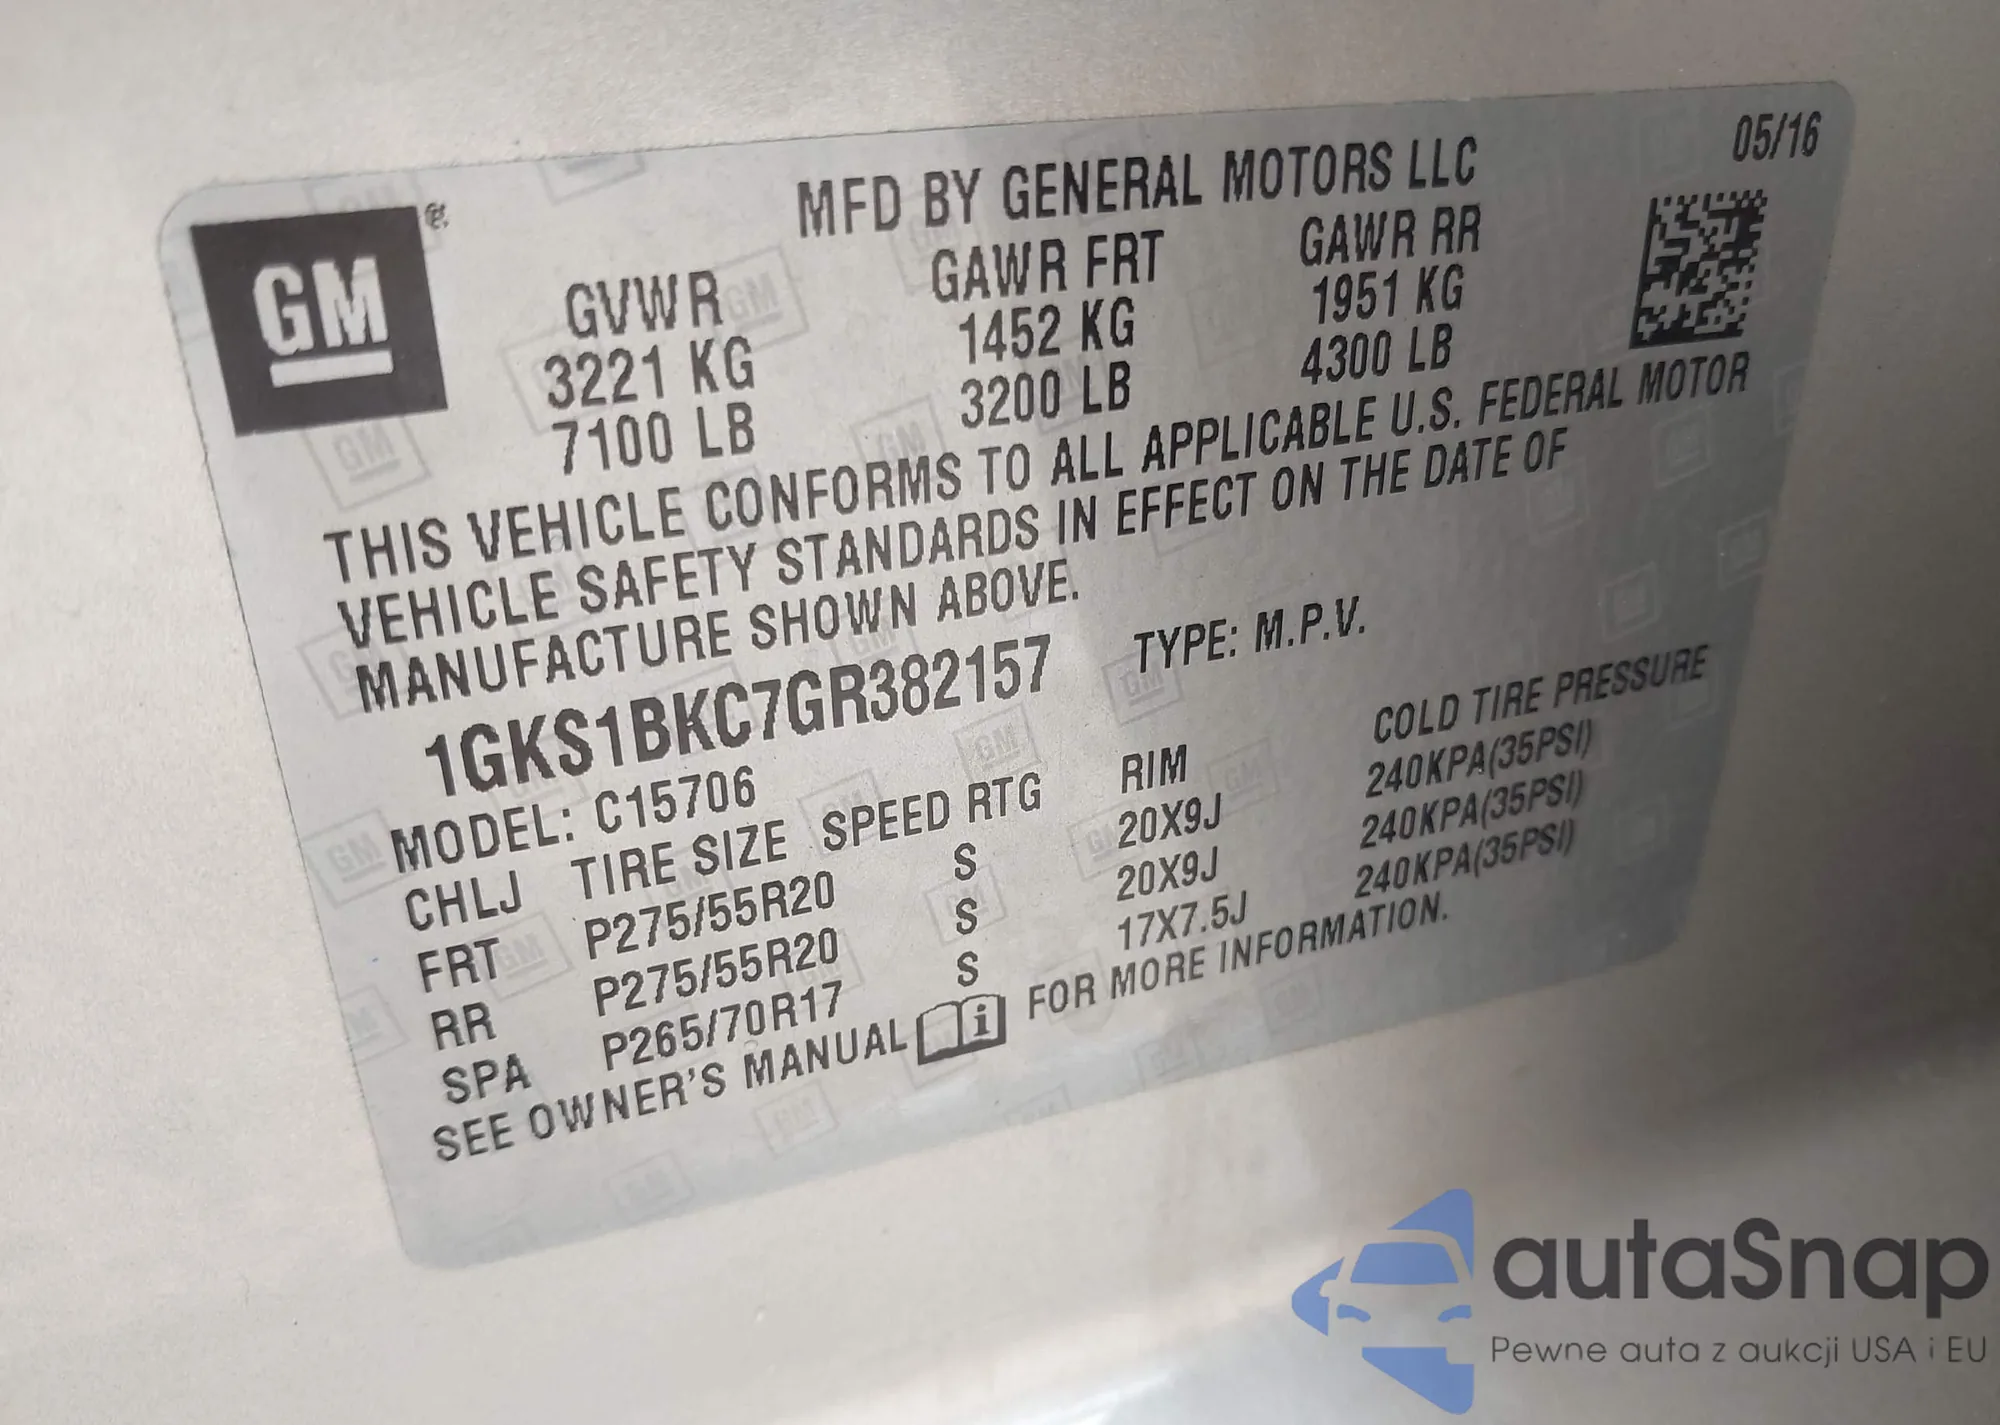 05/16
MFD BY GENERAL MOTORS LLC
GM
GVWR GAWR FRT GAWR RR
3221 KG 1452 KG 1951 KG
7100 LB 3200 LB 4300 LB
THIS VEHICLE CONFORMS TO ALL APPLICABLE U.S. FEDERAL MOTOR
VEHICLE SAFETY STANDARDS IN EFFECT ON THE DATE OF
MANUFACTURE SHOWN ABOVE.
1GKS1BKC7GR382157 TYPE: M.P.V.
MODEL: C15706
CHLJ TIRE SIZE SPEED RTG RIM COLD TIRE PRESSURE
FRT P275/55R20 S 20X9J 240KPA(35PSI)
RR P275/55R20 S 20X9J 240KPA(35PSI)
SPA P265/70R17 S 17X7.5J 240KPA(35PSI)
SEE OWNER'S MANUAL i FOR MORE INFORMATION.
autaSnap
Pewne auta z aukcji USA i EU